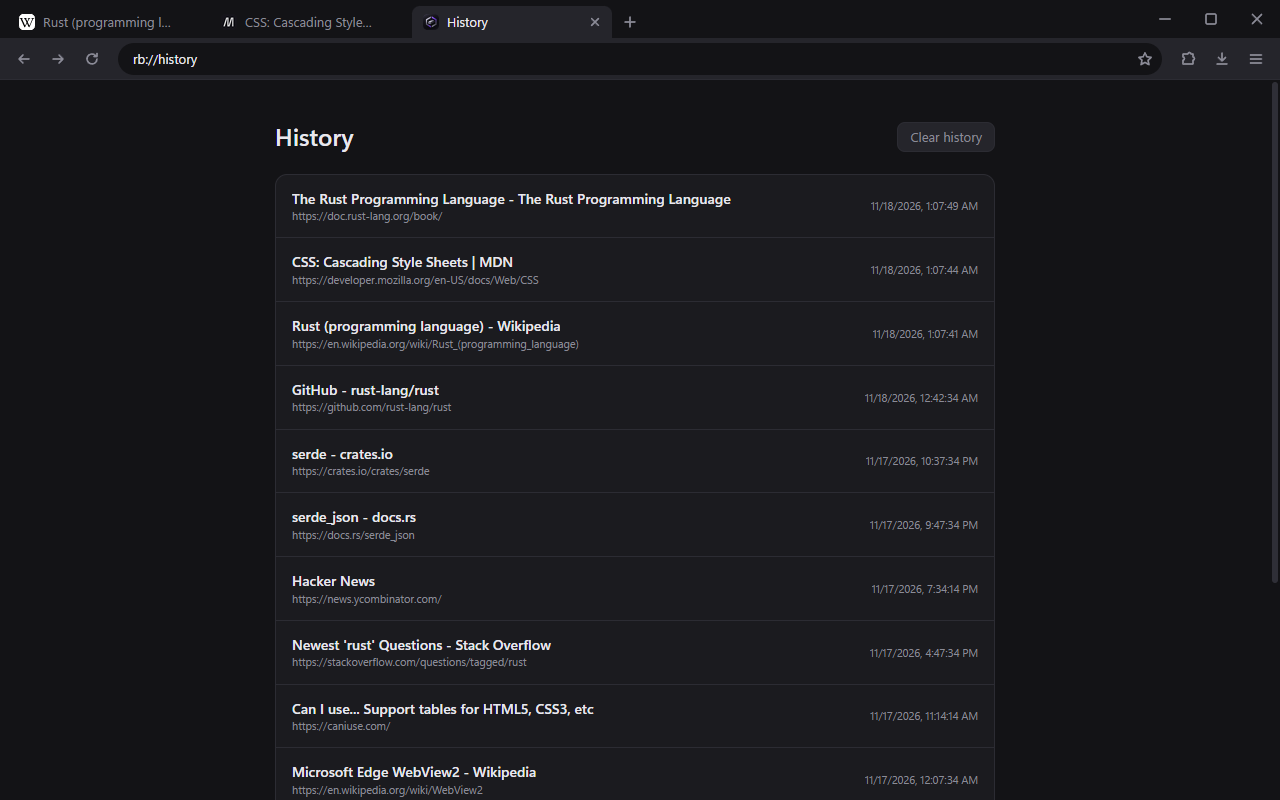 Rust (programming l...
CSS: Cascading Style...
History
rb://history
History
Clear history
The Rust Programming Language - The Rust Programming Language
https://doc.rust-lang.org/book/
11/18/2026, 1:07:49 AM
CSS: Cascading Style Sheets | MDN
https://developer.mozilla.org/en-US/docs/Web/CSS
11/18/2026, 1:07:44 AM
Rust (programming language) - Wikipedia
https://en.wikipedia.org/wiki/Rust_(programming_language)
11/18/2026, 1:07:41 AM
GitHub - rust-lang/rust
https://github.com/rust-lang/rust
11/18/2026, 12:42:34 AM
serde - crates.io
https://crates.io/crates/serde
11/17/2026, 10:37:34 PM
serde_json - docs.rs
https://docs.rs/serde_json
11/17/2026, 9:47:34 PM
Hacker News
https://news.ycombinator.com/
11/17/2026, 7:34:14 PM
Newest 'rust' Questions - Stack Overflow
https://stackoverflow.com/questions/tagged/rust
11/17/2026, 4:47:34 PM
Can I use... Support tables for HTML5, CSS3, etc
https://caniuse.com/
11/17/2026, 11:14:14 AM
Microsoft Edge WebView2 - Wikipedia
https://en.wikipedia.org/wiki/WebView2
11/17/2026, 12:07:34 AM